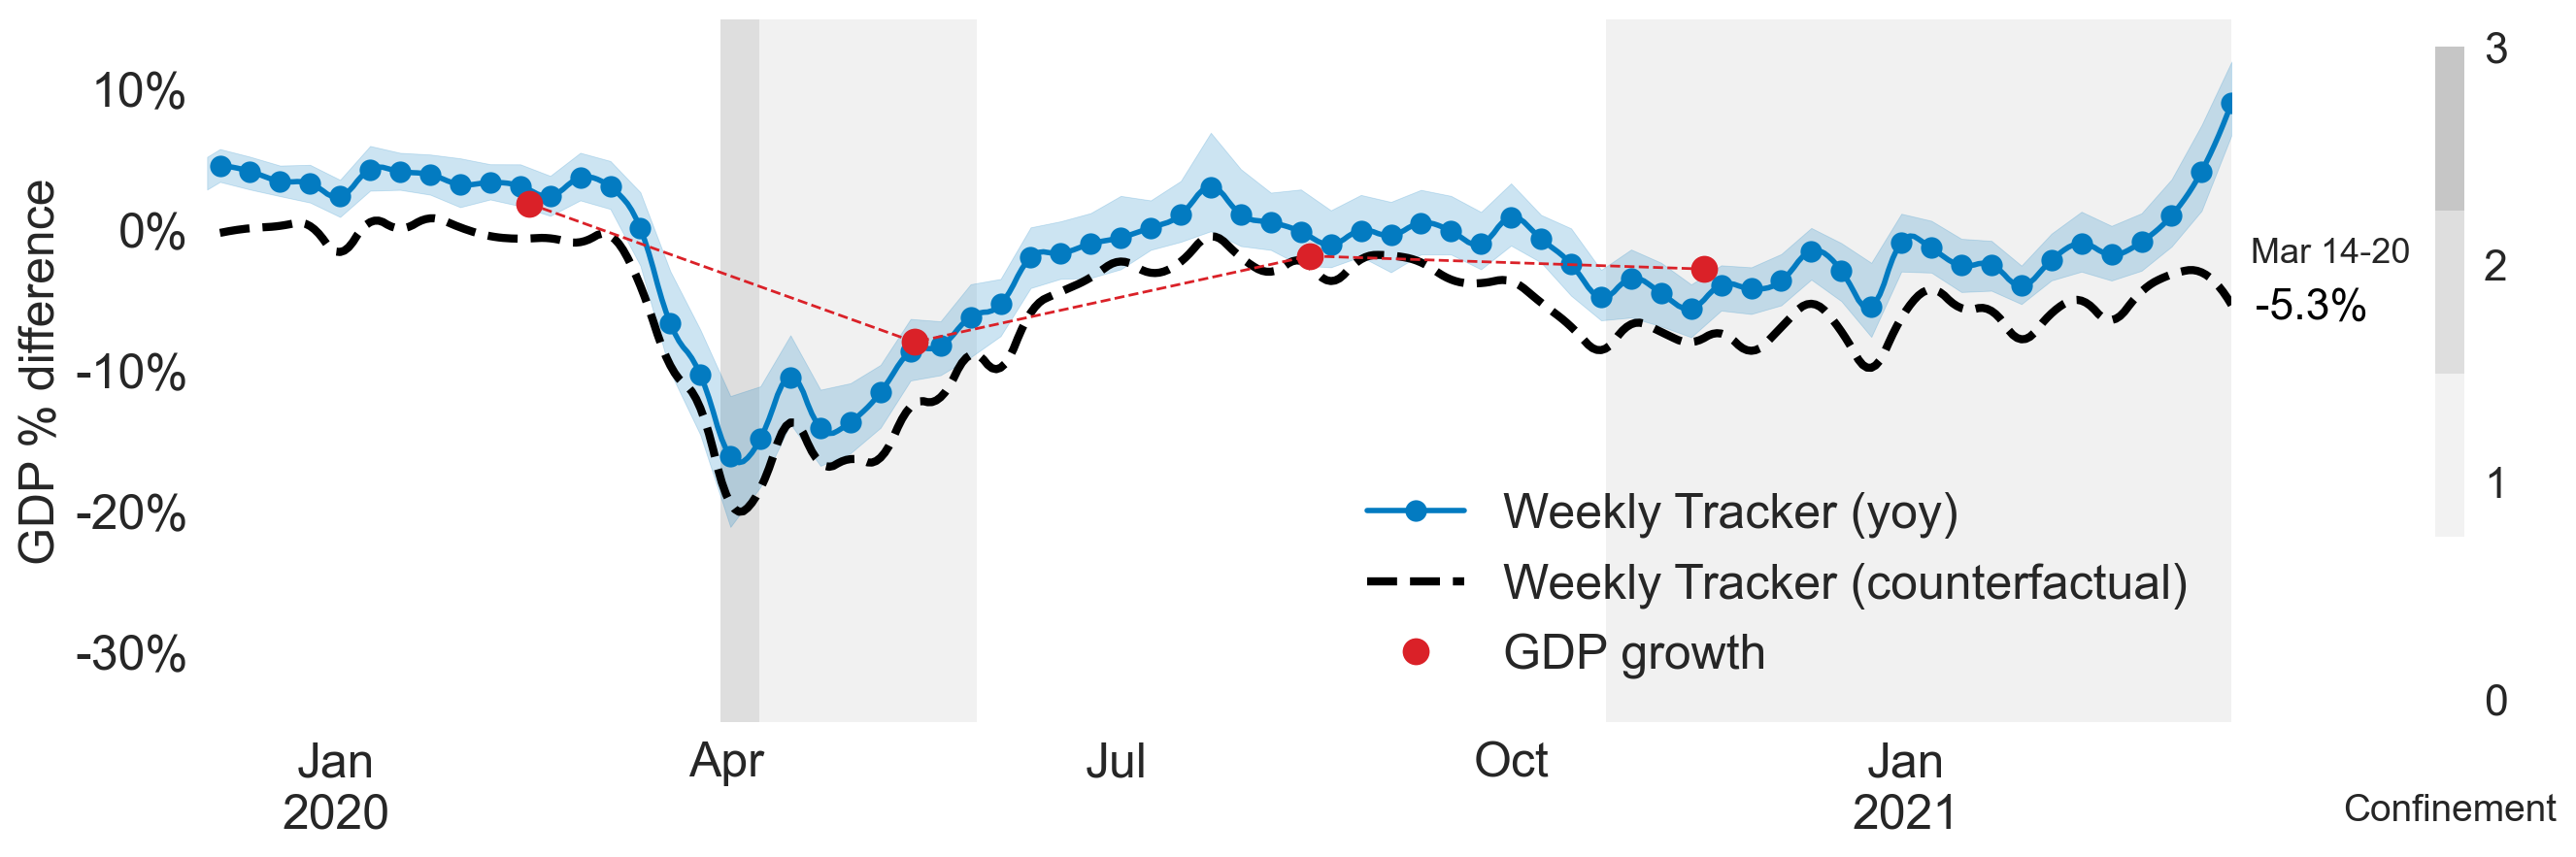 GDP % difference
10%
0%
-10%
-20%
-30%
Jan
2020
Apr
Jul
Oct
Jan
2021
Weekly Tracker (yoy)
Weekly Tracker (counterfactual)
GDP growth
Mar 14-20
-5.3%
3
2
1
0
Confinement